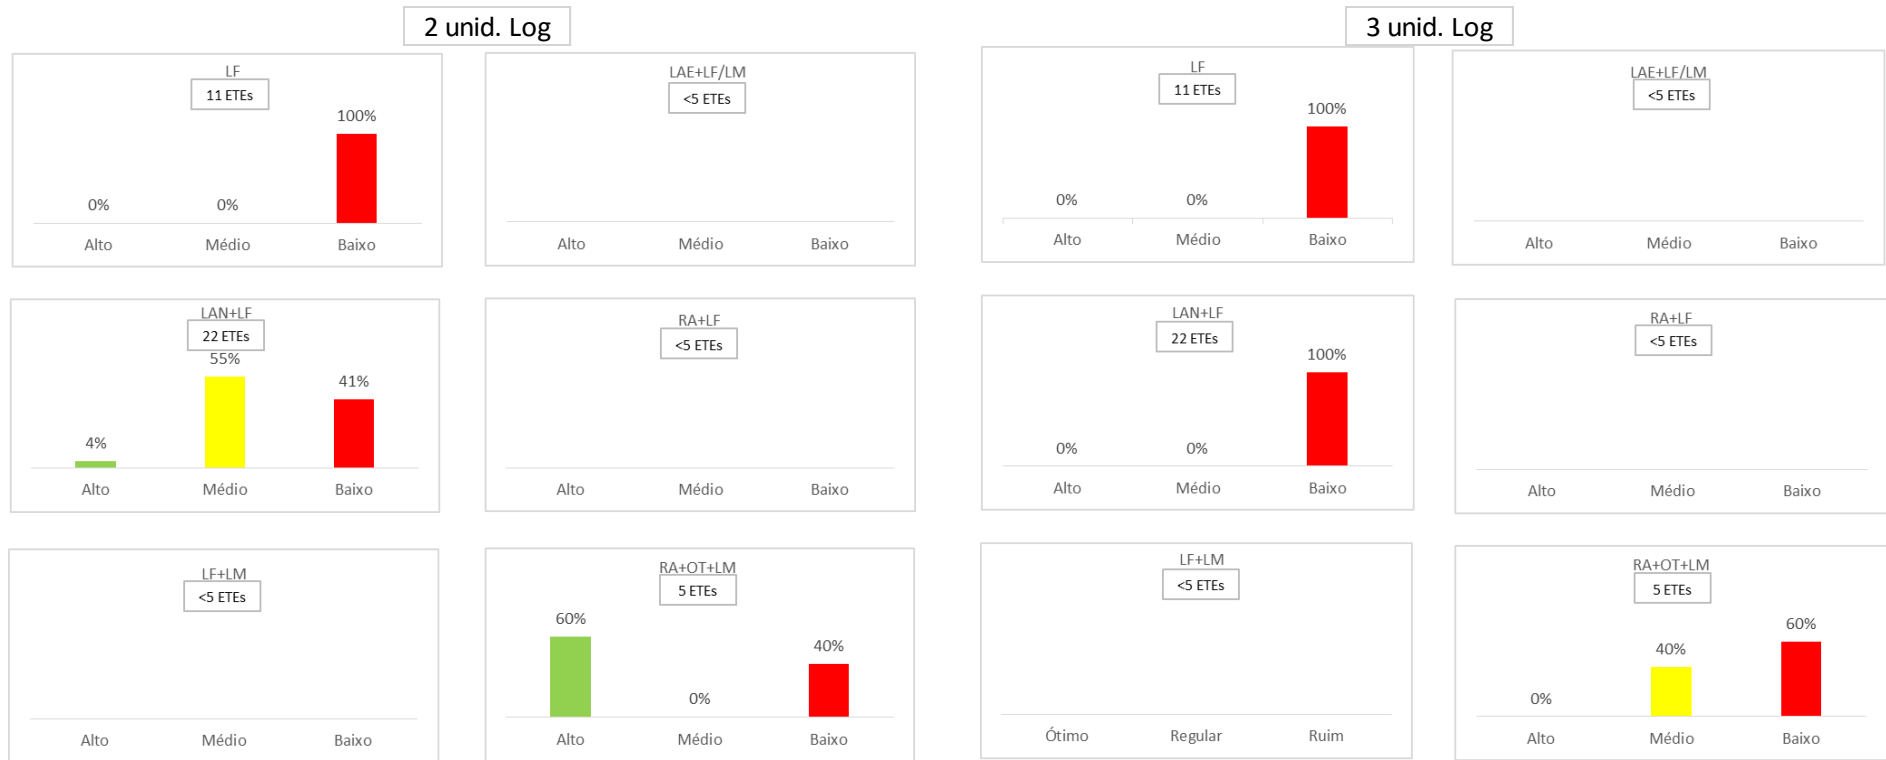 2 unid. Log
LF
11 ETEs
100%
0%
0%
Alto
Médio
Baixo
LAE+LF/LM
<5 ETEs
Alto
Médio
Baixo
LAN+LF
22 ETEs
55%
41%
4%
Alto
Médio
Baixo
RA+LF
<5 ETEs
Alto
Médio
Baixo
LF+LM
<5 ETEs
Alto
Médio
Baixo
RA+OT+LM
5 ETEs
60%
0%
40%
Alto
Médio
Baixo
3 unid. Log
LF
11 ETEs
100%
0%
0%
Alto
Médio
Baixo
LAE+LF/LM
<5 ETEs
Alto
Médio
Baixo
LAN+LF
22 ETEs
100%
0%
0%
Alto
Médio
Baixo
RA+LF
<5 ETEs
Alto
Médio
Baixo
LF+LM
<5 ETEs
Ótimo
Regular
Ruim
RA+OT+LM
5 ETEs
60%
40%
0%
Alto
Médio
Baixo